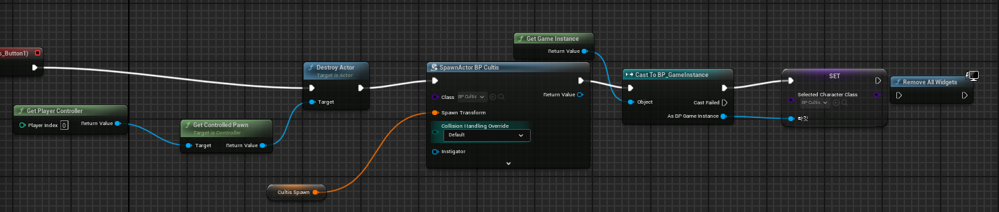 s_Button1)
Get Player Controller
Player Index 0
Return Value
Get Controlled Pawn
Target is Controller
Target
Return Value
Cultis Spawn
Destroy Actor
Target is Actor
Target
SpawnActor BP Cultis
Class BP Cultis
Return Value
Spawn Transform
Collision Handling Override
Default
Instigator
Get Game Instance
Return Value
Cast To BP_GameInstance
Object
Cast Failed
As BP Game Instance
SET
Selected Character Class
BP Cultis
타깃
Remove All Widgets